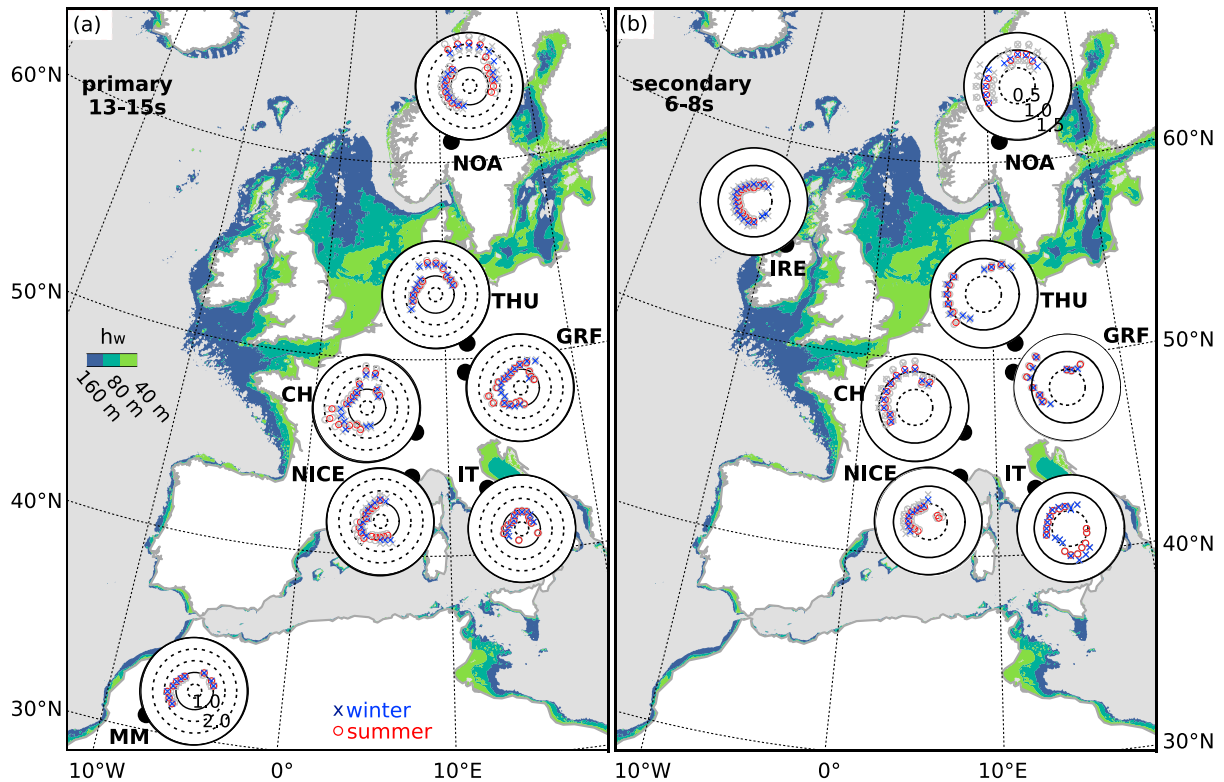 (a)
primary
13-15s
60°N
50°N
40°N
30°N
hw
160 m
80 m
40 m
NOA
THU
GRF
CH
NICE
IT
MM
1.0
2.0
winter
summer
10°W
0°
10°E
(b)
secondary
6-8s
0.5
1.0
1.5
NOA
IRE
THU
GRF
CH
NICE
IT
60°N
50°N
40°N
30°N
10°W
0°
10°E